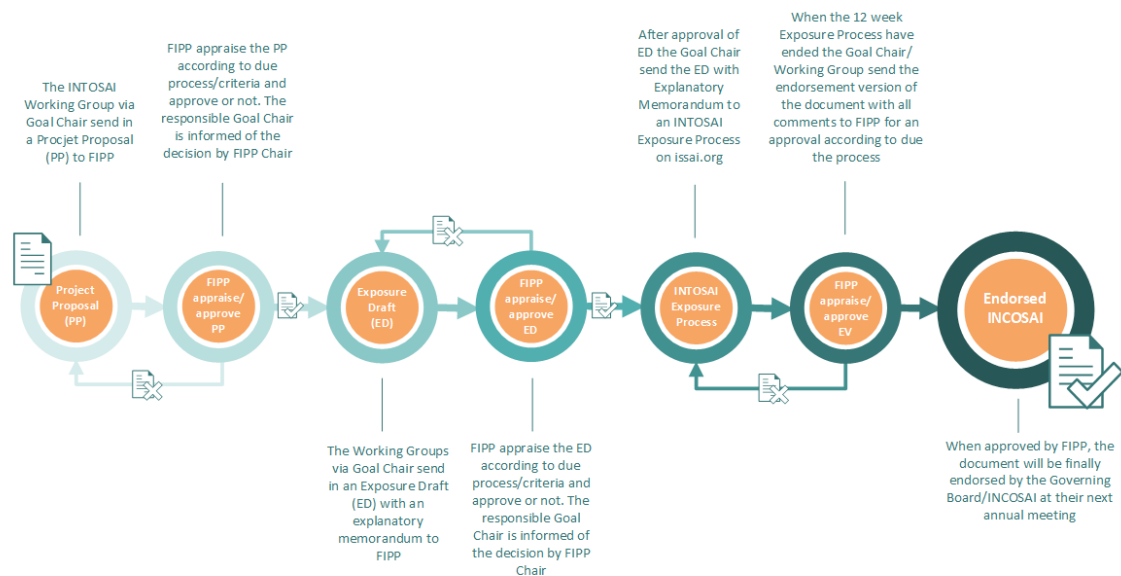 The INTOSAI
Working Group via
Goal Chair send in
a Procjet Proposal
(PP) to FIPP
FIPP appraise the PP
according to due
process/criteria and
approve or not. The
responsible Goal Chair
is informed of the
decision by FIPP Chair
After approval of
ED the Goal Chair
send the ED with
Explanatory
Memorandum to
an INTOSAI
Exposure Process
on issai.org
When the 12 week
Exposure Process have
ended the Goal Chair/
Working Group send the
endorsement version of
the document with all
comments to FIPP for an
approval according to due
the process
Project
Proposal
(PP)
FIPP
appraise/
approve
PP
Exposure
Draft
(ED)
FIPP
appraise/
approve
ED
INTOSAI
Exposure
Process
FIPP
appraise/
approve
EV
Endorsed
INCOSAI
The Working Groups
via Goal Chair send
in an Exposure Draft
(ED) with an
explanatory
memorandum to
FIPP
FIPP appraise the ED
according to due
process/criteria and
approve or not. The
responsible Goal
Chair is informed of
the decision by FIPP
Chair
When approved by FIPP, the
document will be finally
endorsed by the Governing
Board/INCOSAI at their next
annual meeting